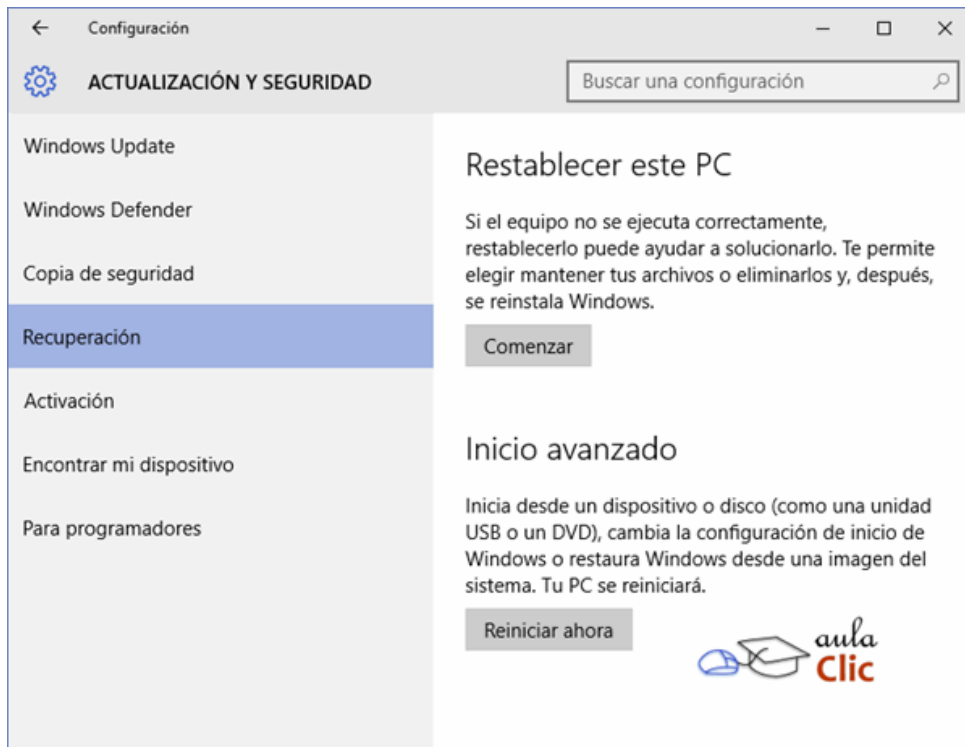 Configuración
ACTUALIZACIÓN Y SEGURIDAD
Buscar una configuración
Windows Update
Windows Defender
Copia de seguridad
Recuperación
Activación
Encontrar mi dispositivo
Para programadores
Restablecer este PC
Si el equipo no se ejecuta correctamente,
restablecerlo puede ayudar a solucionarlo. Te permite
elegir mantener tus archivos o eliminarlos y, después,
se reinstala Windows.
Comenzar
Inicio avanzado
Inicia desde un dispositivo o disco (como una unidad
USB o un DVD), cambia la configuración de inicio de
Windows o restaura Windows desde una imagen del
sistema. Tu PC se reiniciará.
Reiniciar ahora
aula
Clic